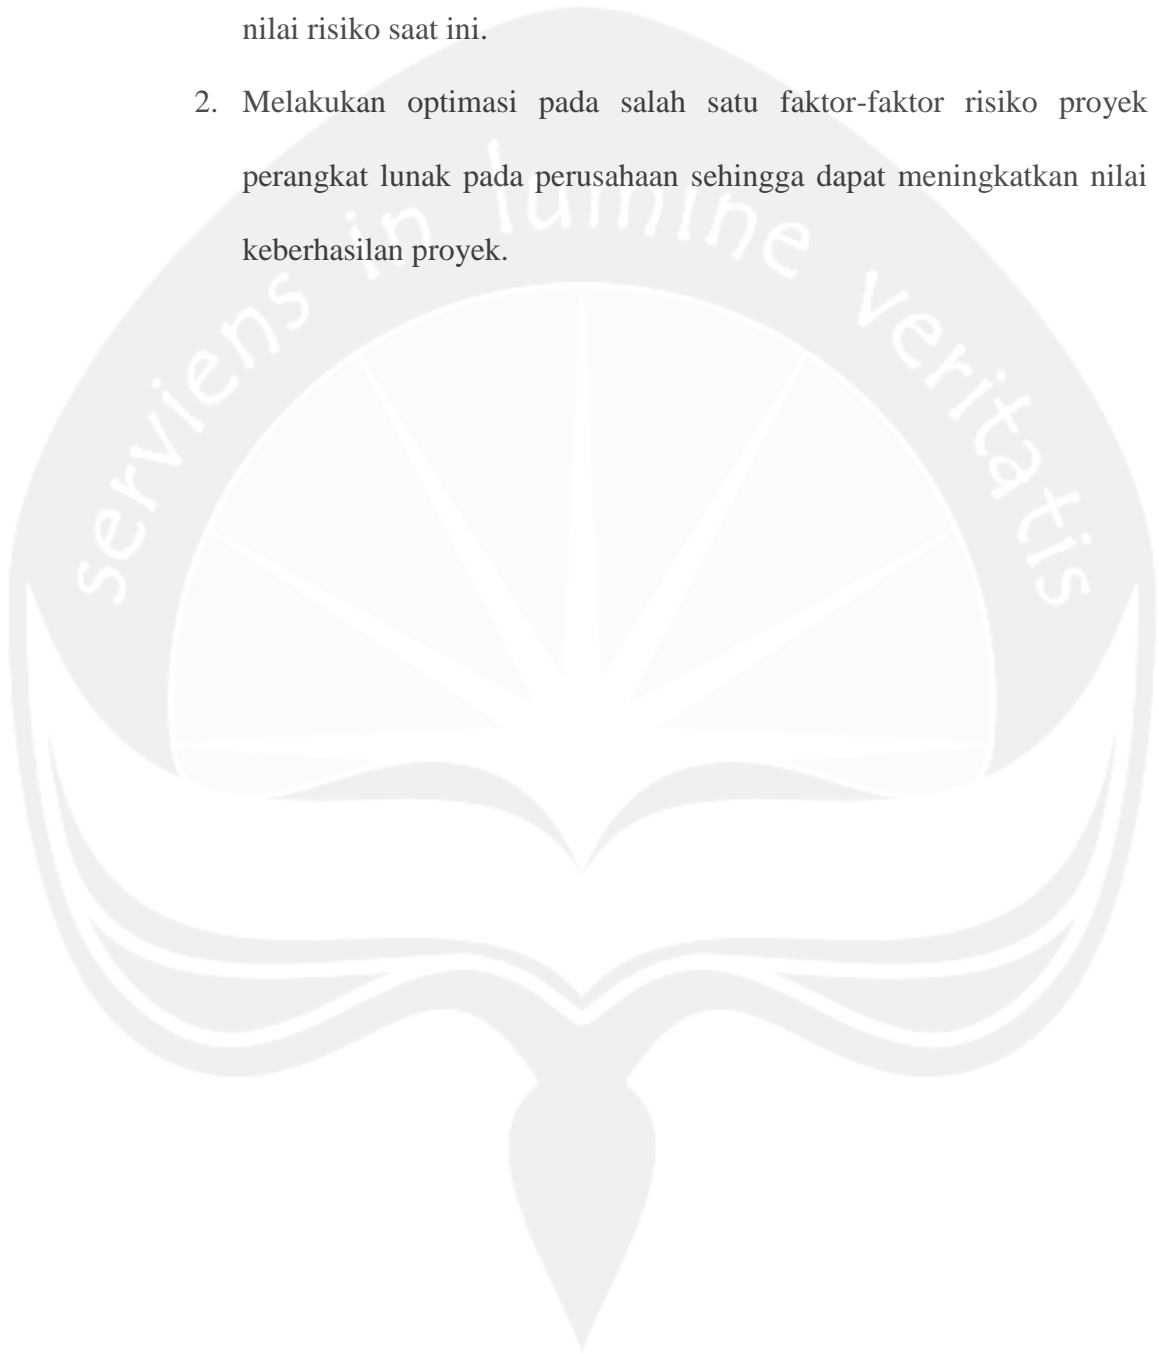 nilai risiko saat ini.
2. Melakukan optimasi pada salah satu faktor-faktor risiko proyek
perangkat lunak pada perusahaan sehingga dapat meningkatkan nilai
keberhasilan proyek.
serviens in lumine veritatis